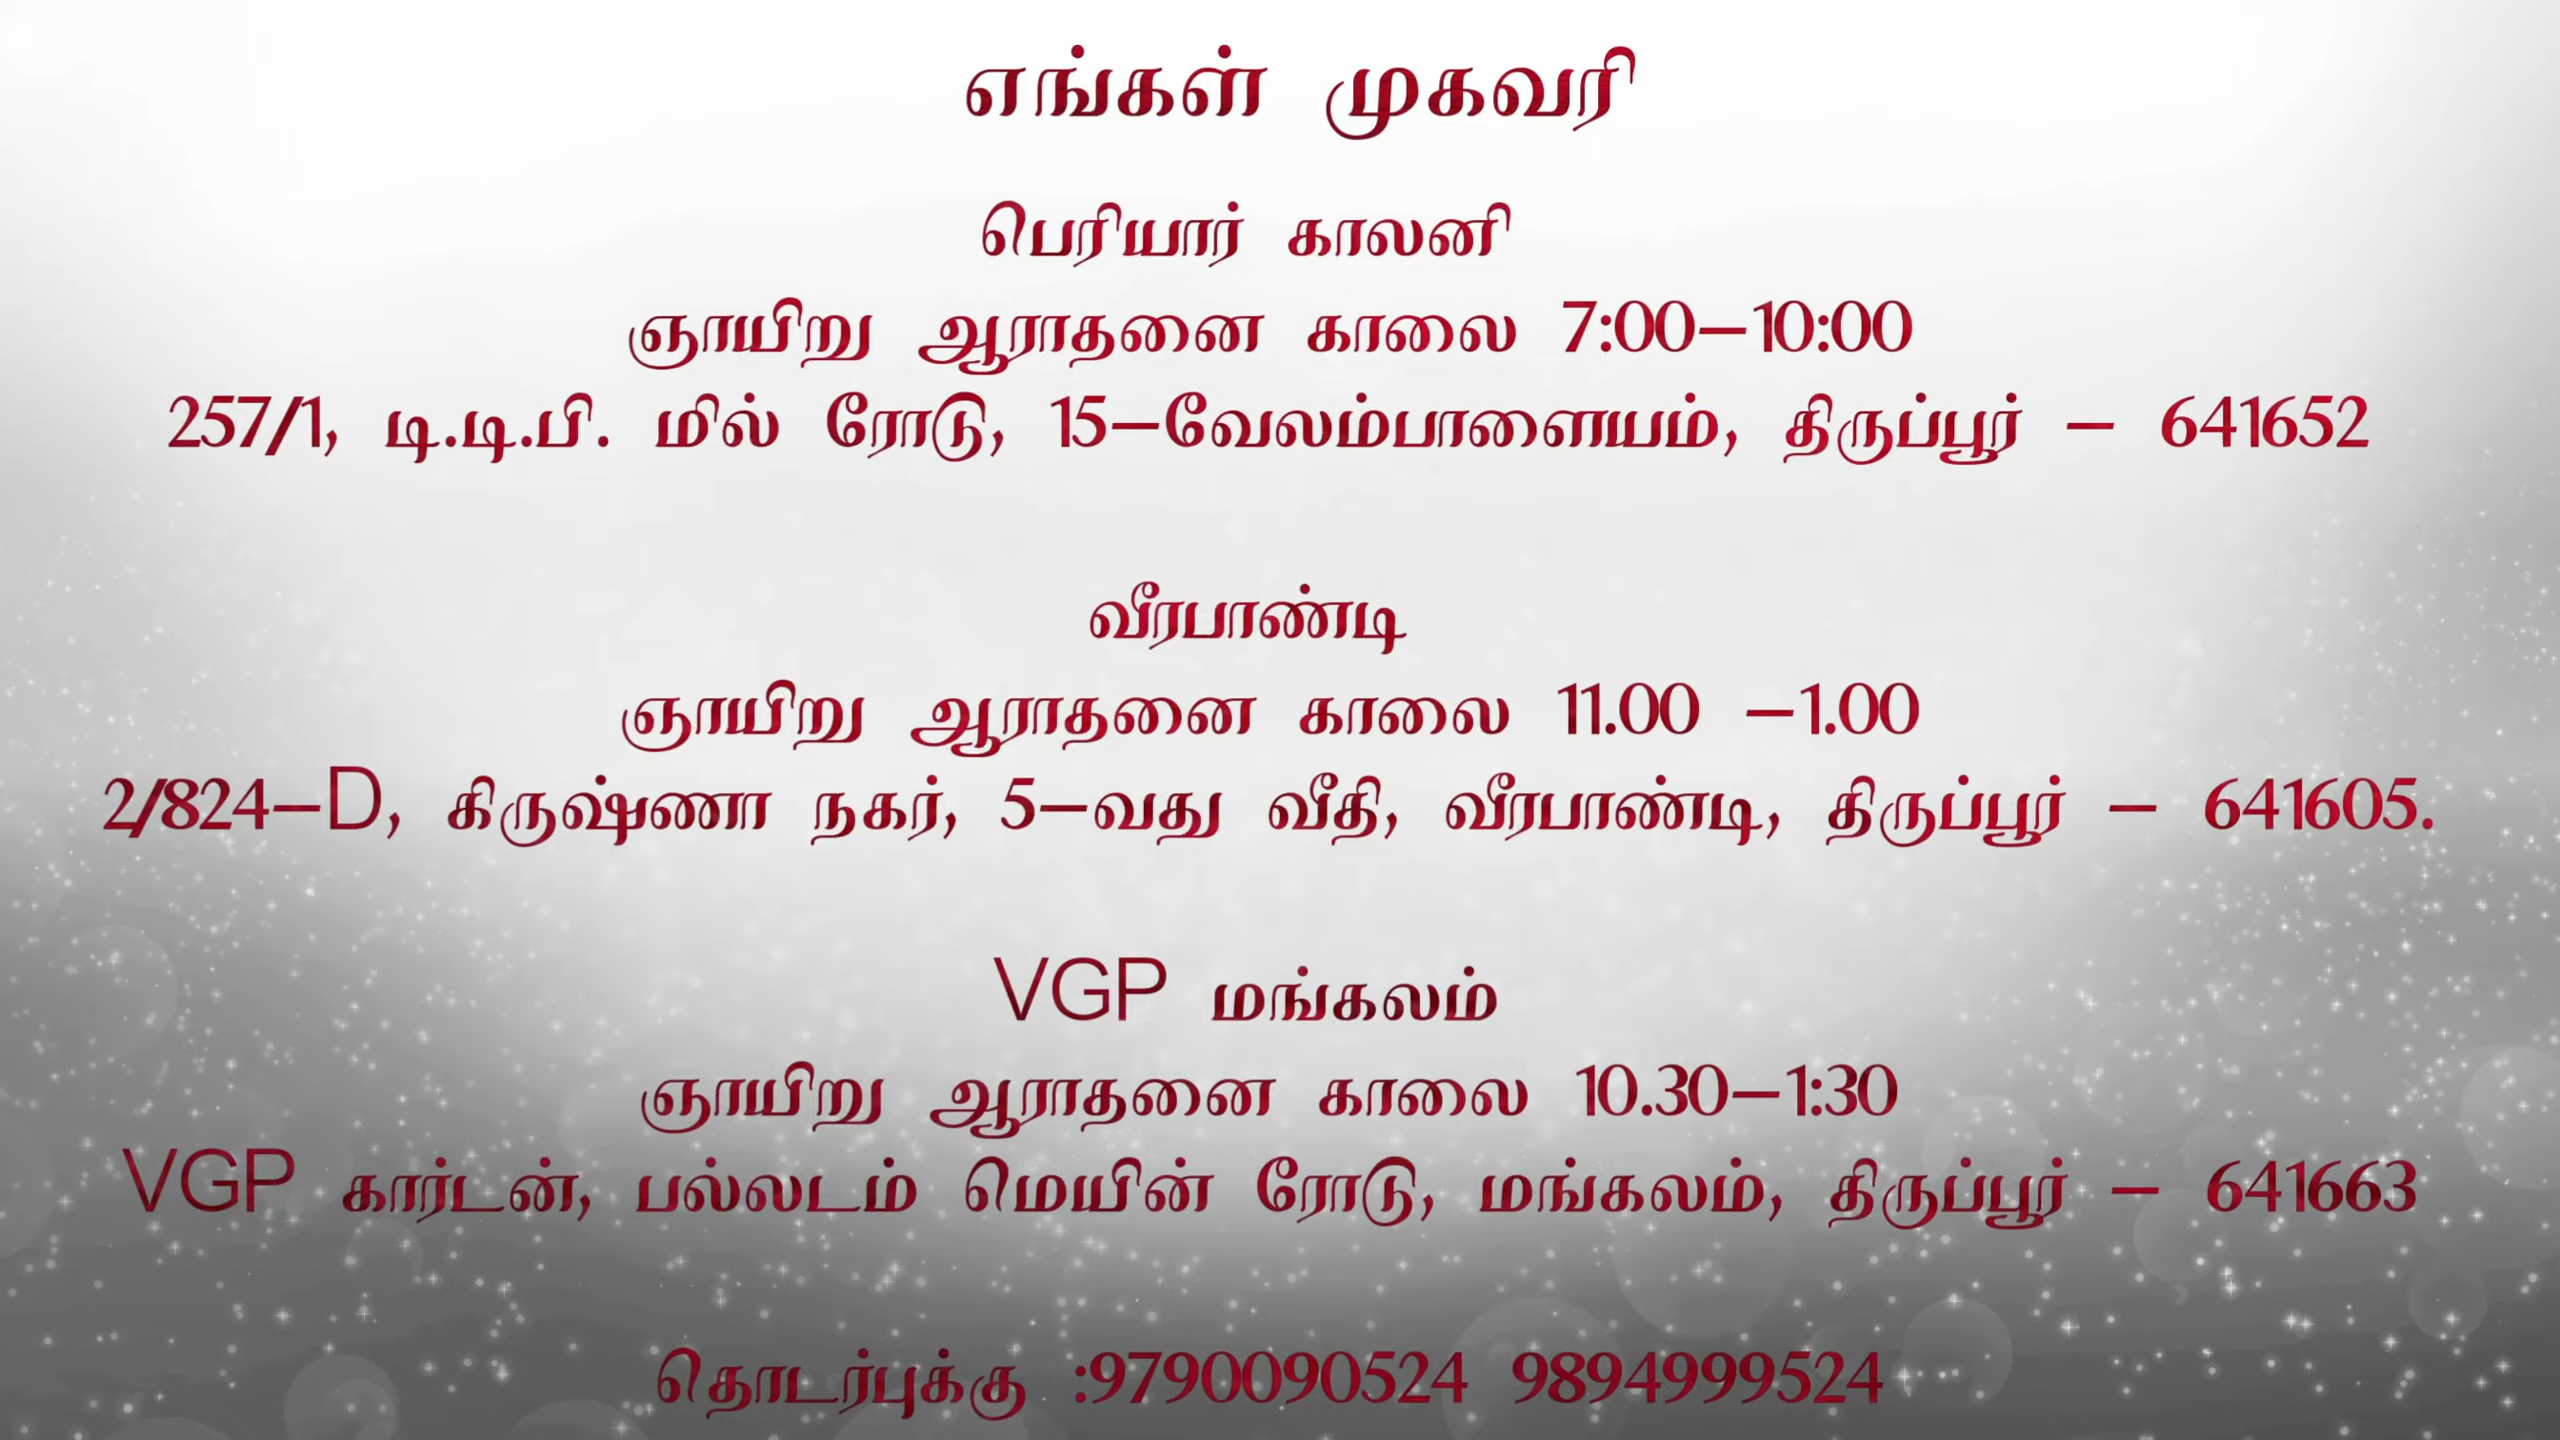 எங்கள் முகவரி
பெரியார் காலனி
ஞாயிறு ஆராதனை காலை 7:00–10:00
257/1, டி.டி.பி. மில் ரோடு, 15–வேலம்பாளையம், திருப்பூர் – 641652
வீரபாண்டி
ஞாயிறு ஆராதனை காலை 11.00 –1.00
2/824–D, கிருஷ்ணா நகர், 5–வது வீதி, வீரபாண்டி, திருப்பூர் – 641605.
VGP மங்கலம்
ஞாயிறு ஆராதனை காலை 10.30–1:30
VGP கார்டன், பல்லடம் மெயின் ரோடு, மங்கலம், திருப்பூர் – 641663
தொடர்புக்கு :9790090524 9894999524